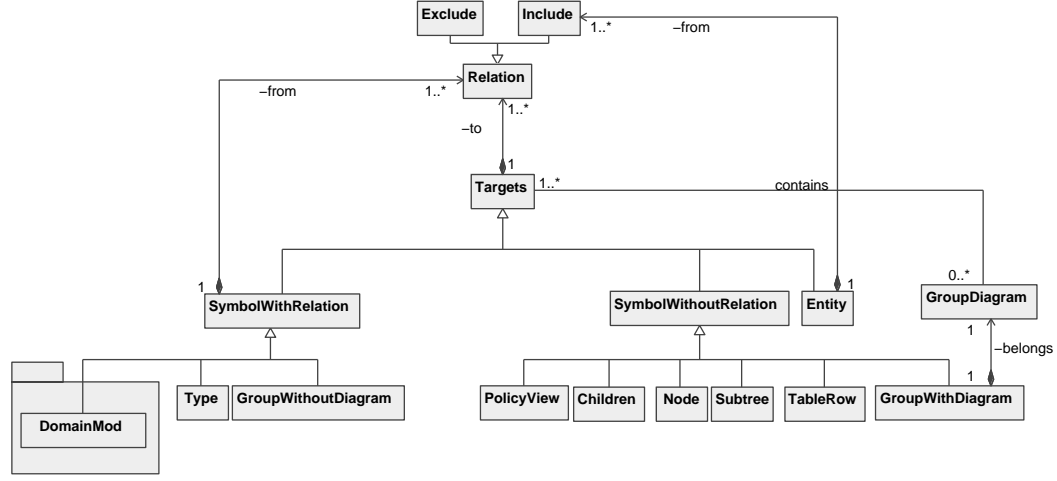 Exclude
Include
1..*
–from
Relation
–from
1..*
1..*
–to
1
Targets
1..*
contains
0..*
1
SymbolWithRelation
SymbolWithoutRelation
1
Entity
GroupDiagram
1
–belongs
1
Type
GroupWithoutDiagram
PolicyView
Children
Node
Subtree
TableRow
GroupWithDiagram
DomainMod